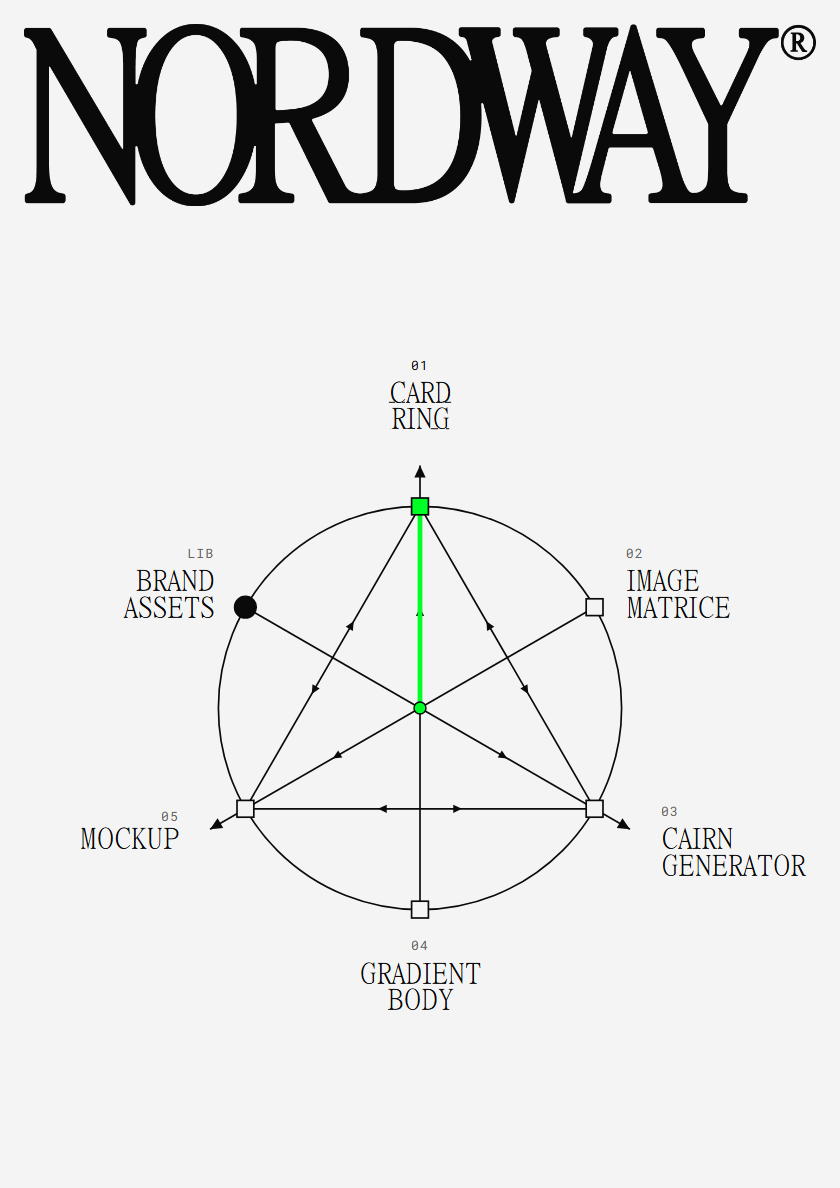 NORDWAY®
01
CARD
RING
LIB
BRAND
ASSETS
02
IMAGE
MATRICE
05
MOCKUP
03
CAIRN
GENERATOR
04
GRADIENT
BODY